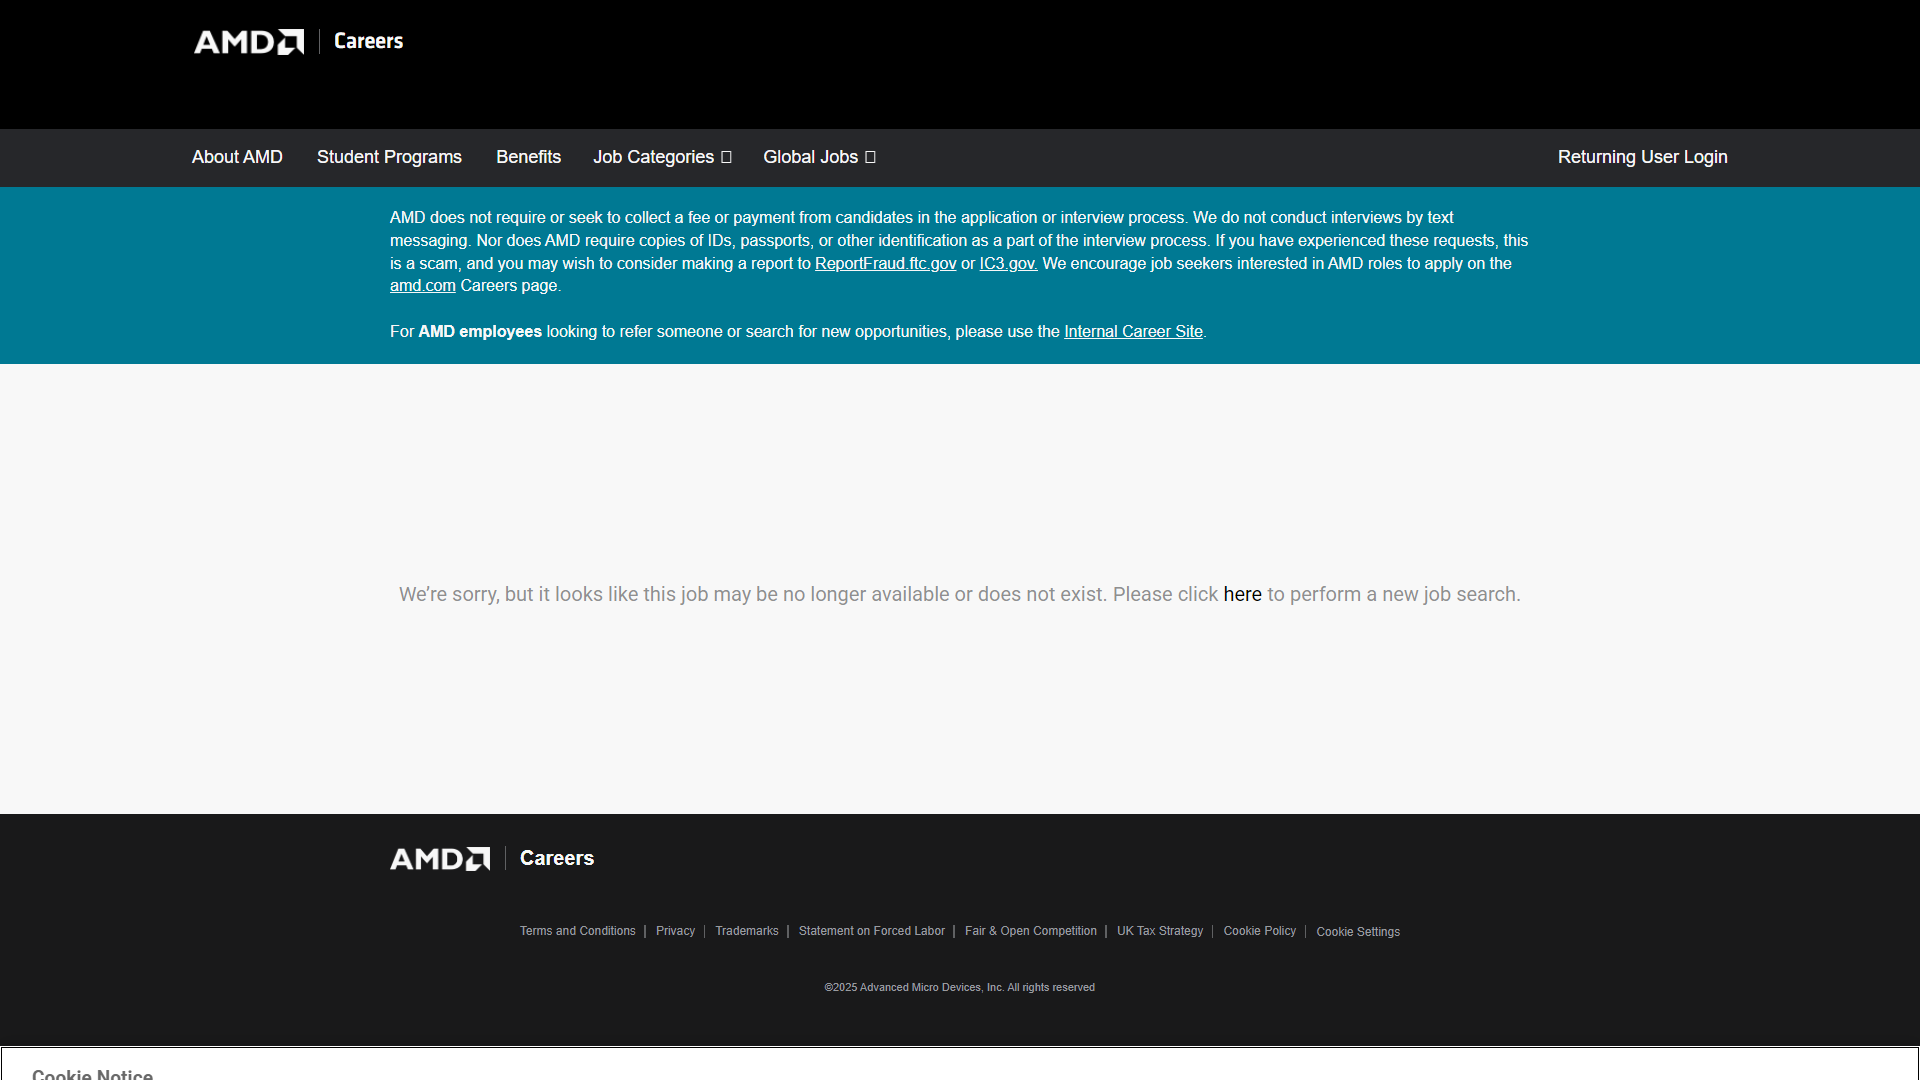 AMD Careers
About AMD Student Programs Benefits Job Categories Global Jobs Returning User Login
AMD does not require or seek to collect a fee or payment from candidates in the application or interview process. We do not conduct interviews by text
messaging. Nor does AMD require copies of IDs, passports, or other identification as a part of the interview process. If you have experienced these requests, this
is a scam, and you may wish to consider making a report to ReportFraud.ftc.gov or IC3.gov. We encourage job seekers interested in AMD roles to apply on the
amd.com Careers page.
For AMD employees looking to refer someone or search for new opportunities, please use the Internal Career Site.
We’re sorry, but it looks like this job may be no longer available or does not exist. Please click here to perform a new job search.
AMD Careers
Terms and Conditions | Privacy | Trademarks | Statement on Forced Labor | Fair & Open Competition | UK Tax Strategy | Cookie Policy | Cookie Settings
©2025 Advanced Micro Devices, Inc. All rights reserved
Cookie Notice